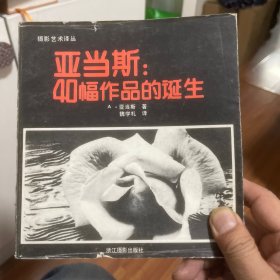 摄影艺术译丛
亚当斯:
40幅作品的诞生
A·亚当斯 著
魏学礼 译
浙江摄影出版社